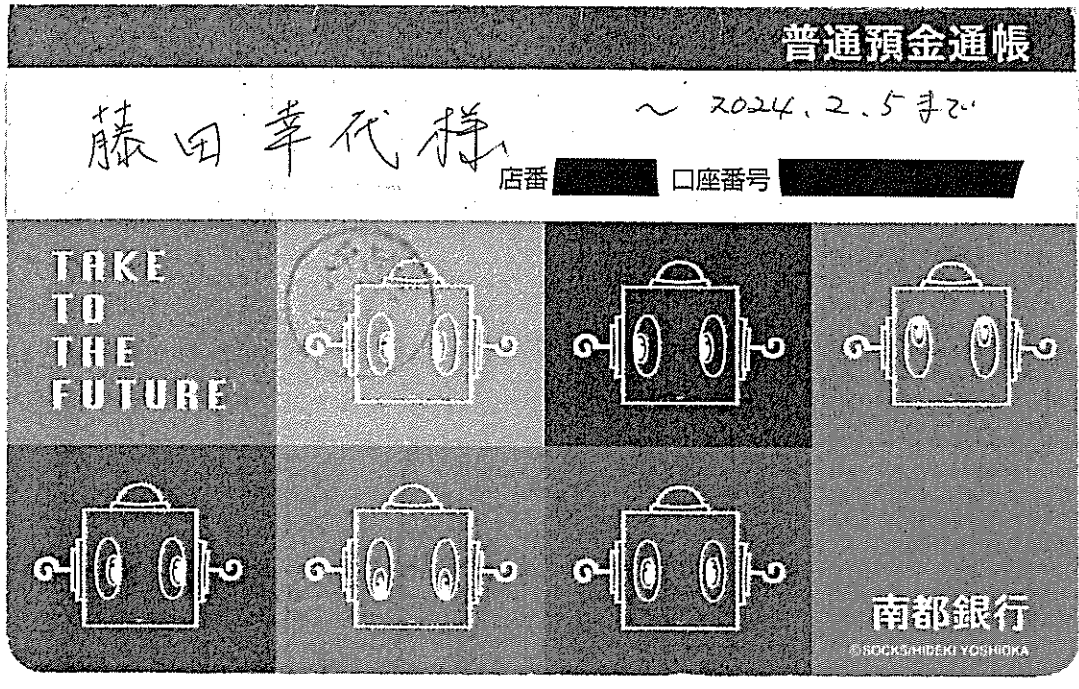 普通預金通帳
藤田幸代様
～ 2024.2.5まで
店番 口座番号
TAKE
TO
THE
FUTURE
南都銀行
©SOCKS/HIDEKI YOSHIOKA